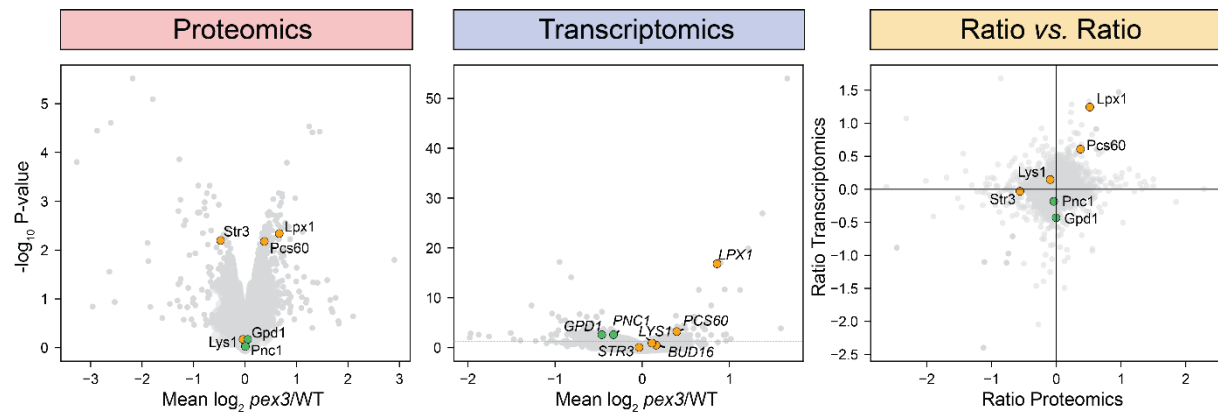 Proteomics
Transcriptomics
Ratio vs. Ratio
-log10 P-value
5
4
3
2
1
0
Str3
Lpx1
Pcs60
Lys1
Gpd1
Pnc1
−3
−2
−1
0
1
2
3
Mean log2 pex3/WT
50
40
30
20
10
0
LPX1
GPD1
PNC1
PCS60
LYS1
STR3
BUD16
−2
−1
0
1
Mean log2 pex3/WT
Ratio Transcriptomics
1.5
1.0
0.5
0.0
−0.5
−1.0
−1.5
−2.0
−2.5
Lpx1
Pcs60
Lys1
Str3
Pnc1
Gpd1
−2
−1
0
1
2
Ratio Proteomics